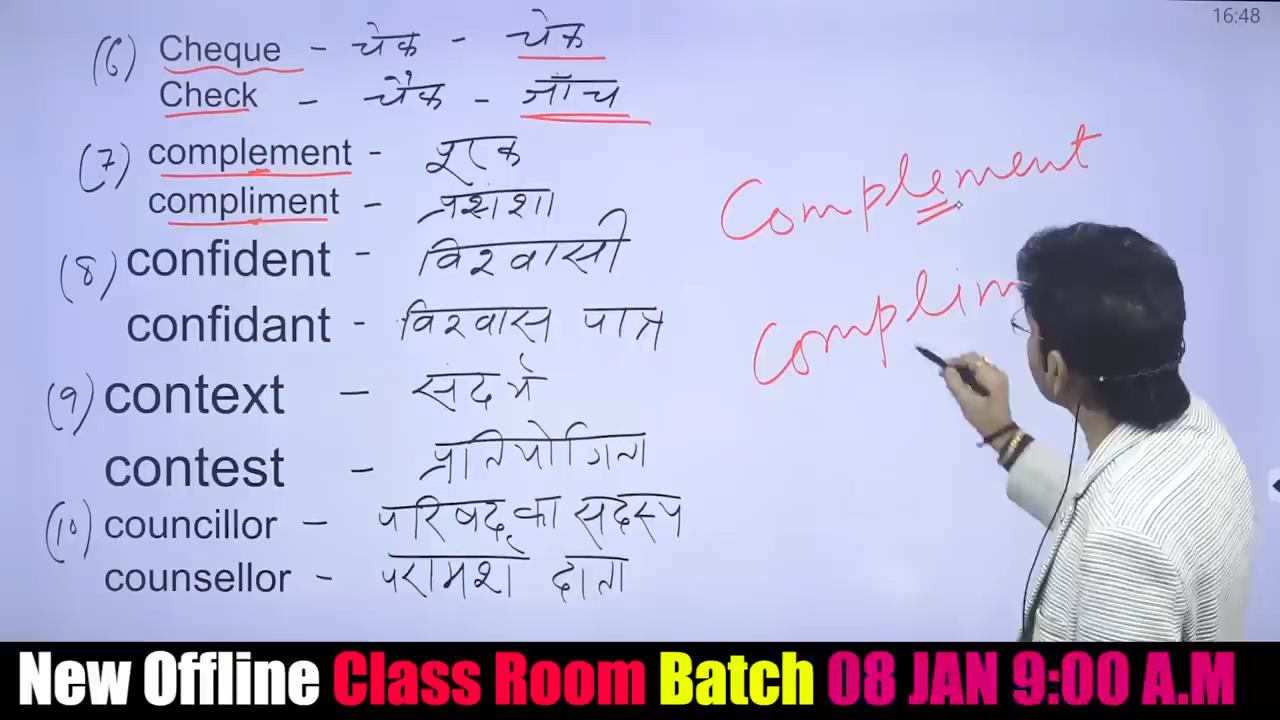 16:48
(6) Cheque - चेक - चेक
Check - चैक - जाँच
(7) complement - पूरक
compliment - प्रशंशा
(8) confident - विश्वासी
confidant - विश्वास पात्र
(9) context - संदर्भ
contest - प्रतियोगिता
(10) councillor - परिषद् का सदस्य
counsellor - परामर्श दाता
Complement
Complim
New Offline Class Room Batch 08 JAN 9:00 A.M